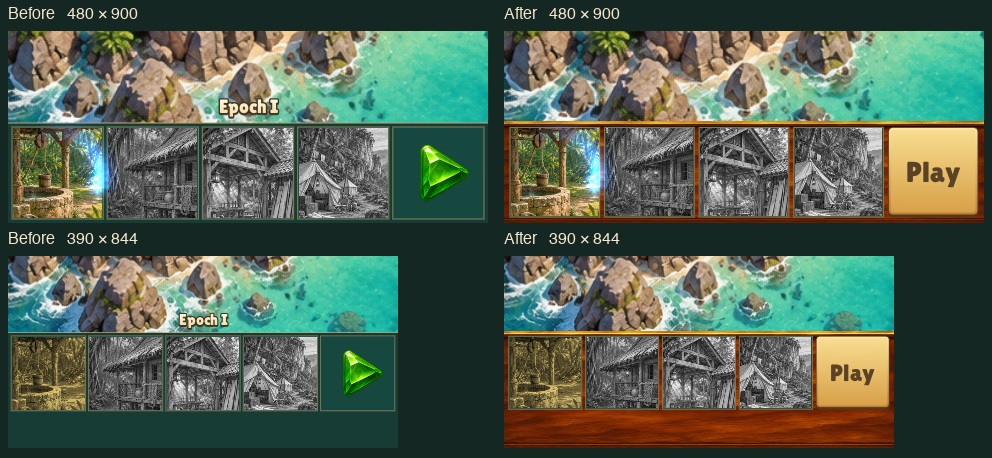 Before 480 × 900
After 480 × 900
Epoch I
Play
Before 390 × 844
After 390 × 844
Epoch I
Play